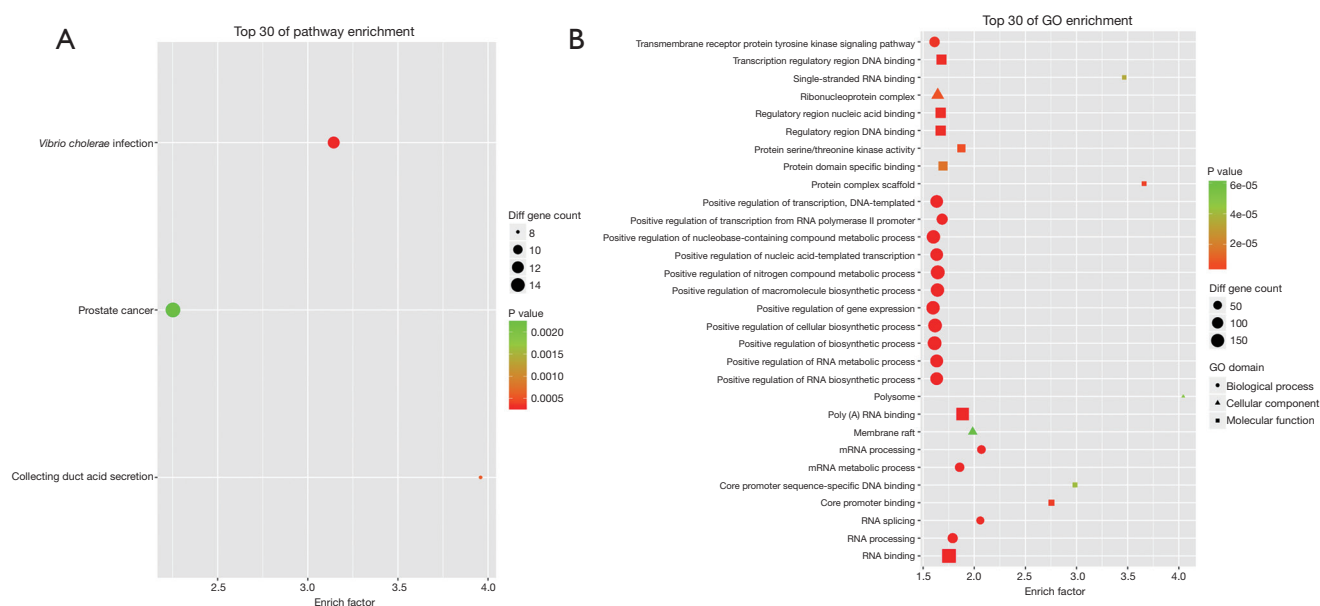 A
Top 30 of pathway enrichment
Vibrio cholerae infection
Prostate cancer
Collecting duct acid secretion
2.5
3.0
3.5
4.0
Enrich factor
Diff gene count
8
10
12
14
P value
0.0020
0.0015
0.0010
0.0005
B
Top 30 of GO enrichment
Transmembrane receptor protein tyrosine kinase signaling pathway
Transcription regulatory region DNA binding
Single-stranded RNA binding
Ribonucleoprotein complex
Regulatory region nucleic acid binding
Regulatory region DNA binding
Protein serine/threonine kinase activity
Protein domain specific binding
Protein complex scaffold
Positive regulation of transcription, DNA-templated
Positive regulation of transcription from RNA polymerase II promoter
Positive regulation of nucleobase-containing compound metabolic process
Positive regulation of nucleic acid-templated transcription
Positive regulation of nitrogen compound metabolic process
Positive regulation of macromolecule biosynthetic process
Positive regulation of gene expression
Positive regulation of cellular biosynthetic process
Positive regulation of biosynthetic process
Positive regulation of RNA metabolic process
Positive regulation of RNA biosynthetic process
Polysome
Poly (A) RNA binding
Membrane raft
mRNA processing
mRNA metabolic process
Core promoter sequence-specific DNA binding
Core promoter binding
RNA splicing
RNA processing
RNA binding
1.5
2.0
2.5
3.0
3.5
4.0
Enrich factor
P value
6e-05
4e-05
2e-05
Diff gene count
50
100
150
GO domain
Biological process
Cellular component
Molecular function